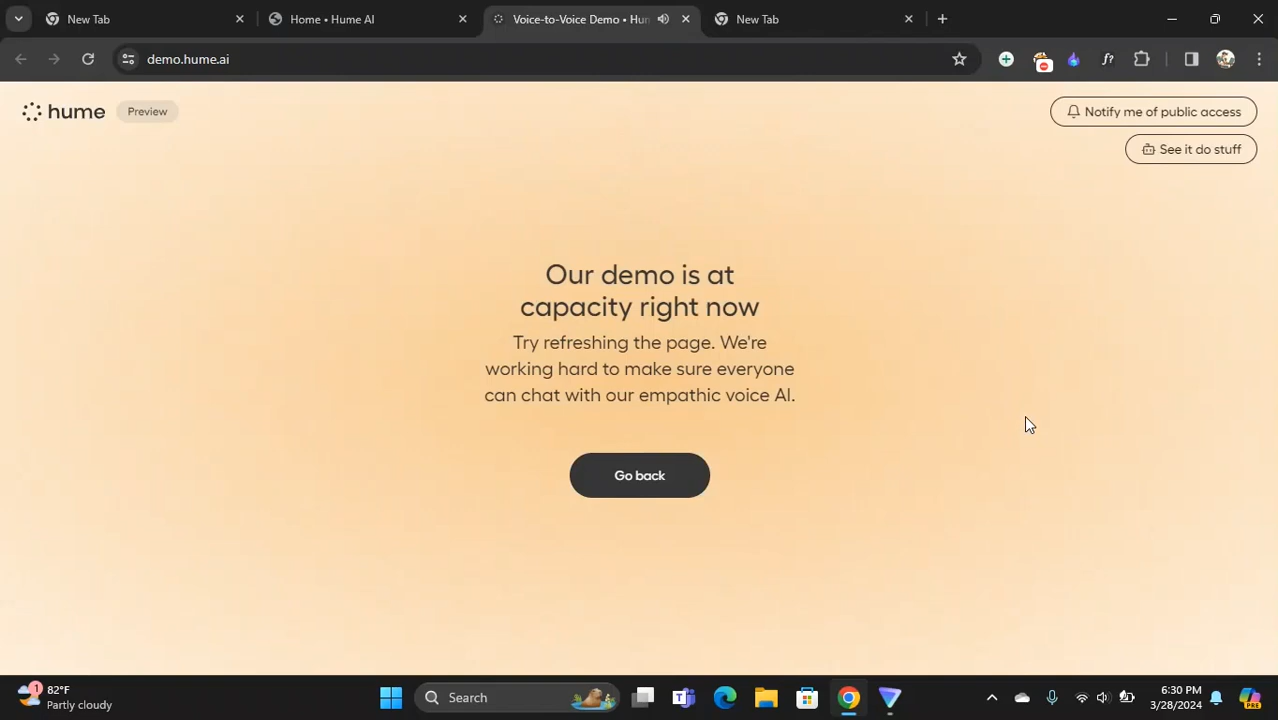 New Tab
Home • Hume AI
Voice-to-Voice Demo • Hum
New Tab
demo.hume.ai
hume
Preview
Notify me of public access
See it do stuff
Our demo is at
capacity right now
Try refreshing the page. We're
working hard to make sure everyone
can chat with our empathic voice AI.
Go back
1
82°F
Partly cloudy
Search
6:30 PM
3/28/2024
PRE
f?